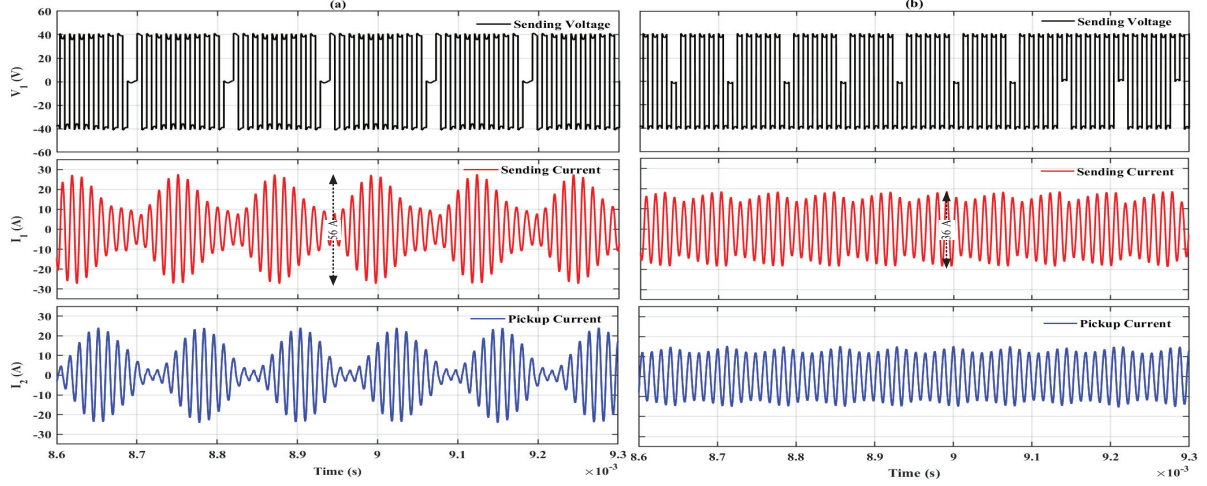 (a)
(b)
Sending Voltage
60
40
20
0
-20
-40
-60
V1 (V)
Sending Voltage
Sending Current
30
20
10
0
-10
-20
-30
I1 (A)
56 A
Sending Current
36 A
Pickup Current
30
20
10
0
-10
-20
-30
I2 (A)
Pickup Current
8.6 8.7 8.8 8.9 9 9.1 9.2 9.3
Time (s)
×10-3
8.6 8.7 8.8 8.9 9 9.1 9.2 9.3
Time (s)
×10-3